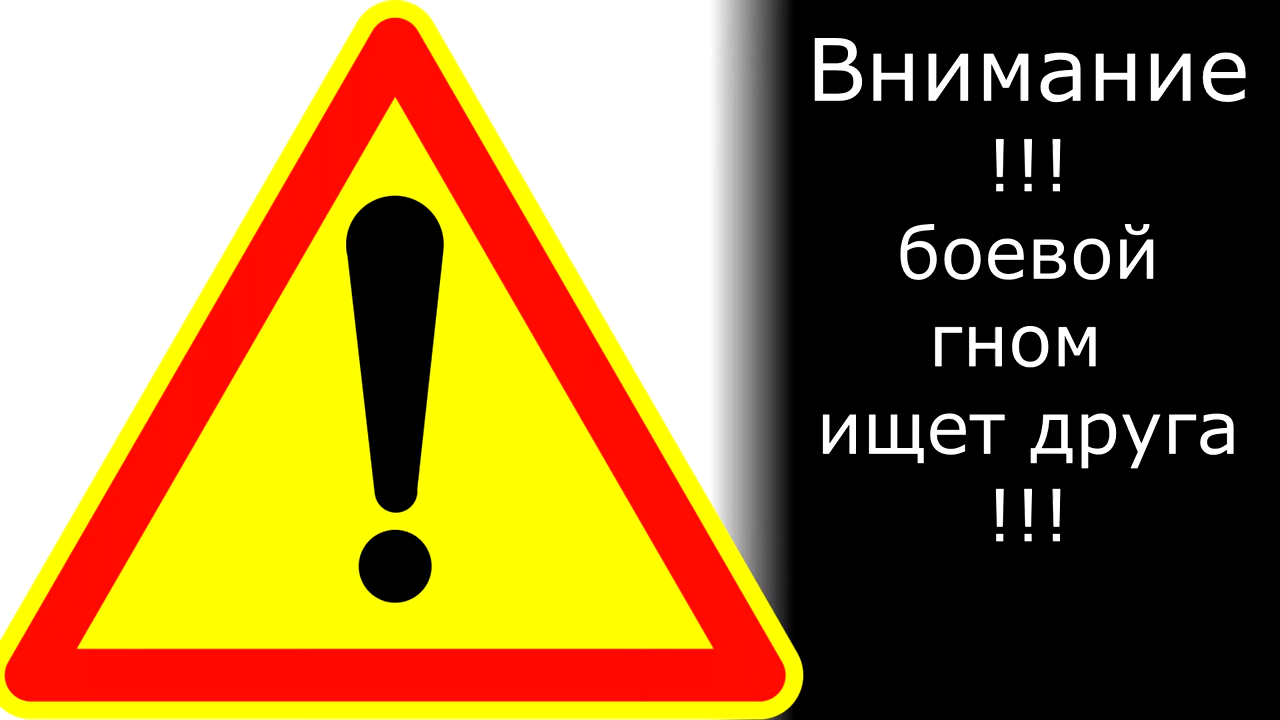 Внимание
!!!
боевой
гном
ищет друга
!!!